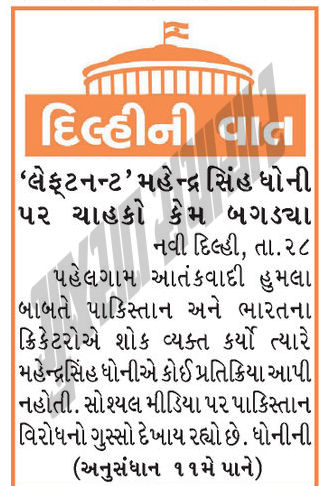 દિલ્હીની વાત
‘લેફ્ટનન્ટ’ મહેન્દ્ર સિંહ ધોની
પર ચાહકો કેમ બગડ્યા
નવી દિલ્હી, તા.૨૮
પહેલગામ આતંકવાદી હુમલા
બાબતે પાકિસ્તાન અને ભારતના
ક્રિકેટરોએ શોક વ્યક્ત કર્યો ત્યારે
મહેન્દ્રસિંહ ધોનીએ કોઈ પ્રતિક્રિયા આપી
નહોતી. સોશ્યલ મીડિયા પર પાકિસ્તાન
વિરોધનો ગુસ્સો દેખાય રહ્યો છે. ધોનીની
(અનુસંધાન ૧૧મે પાને)